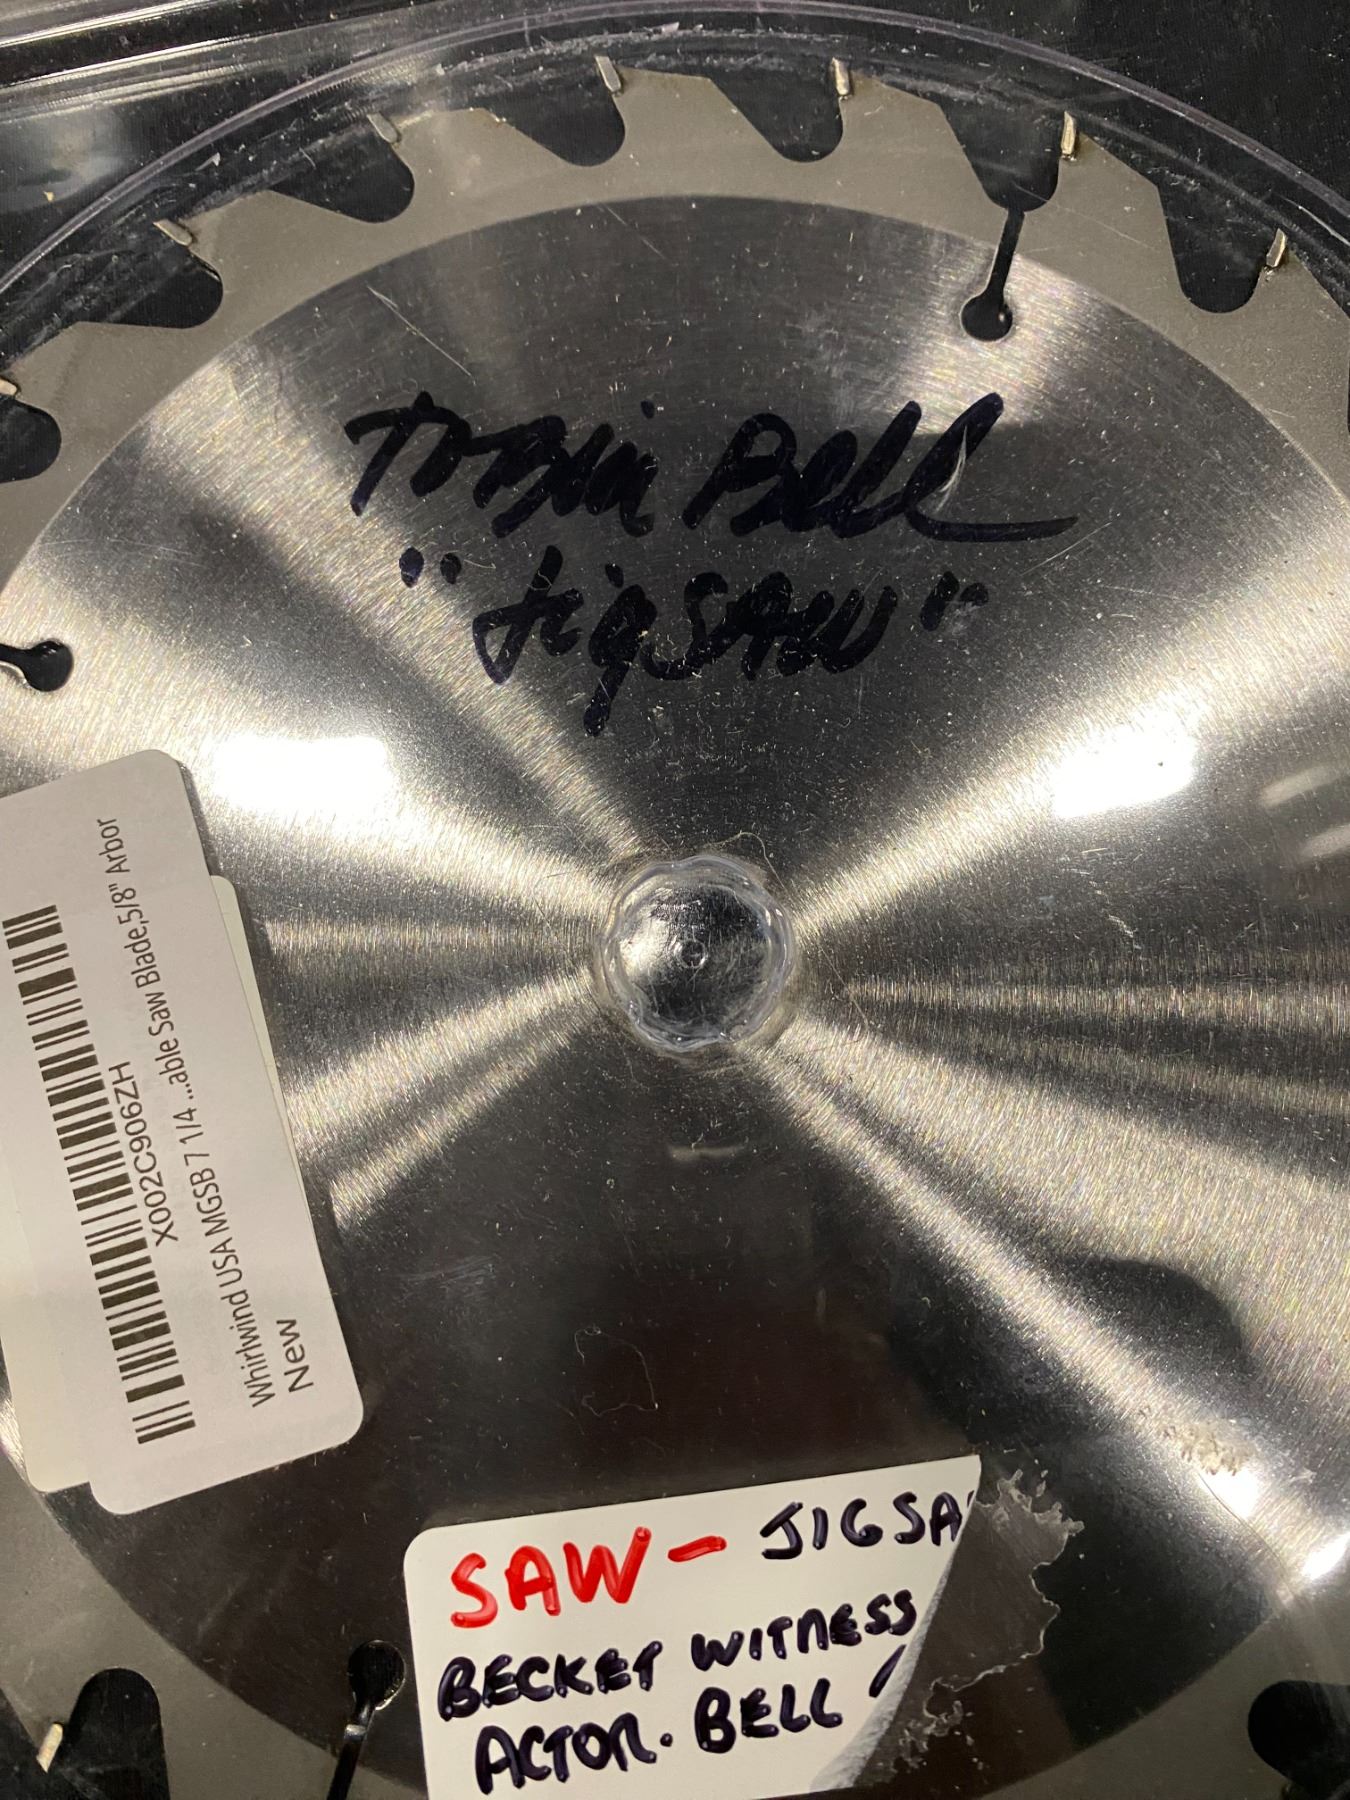 Tobin Bell
"JigSAW"
X002C906ZH
Whirlwind USA MGSB 7 1/4 ...able Saw Blade,5/8" Arbor
New
SAW - JIGSA
BECKET WITNESS
ACTOR. BELL